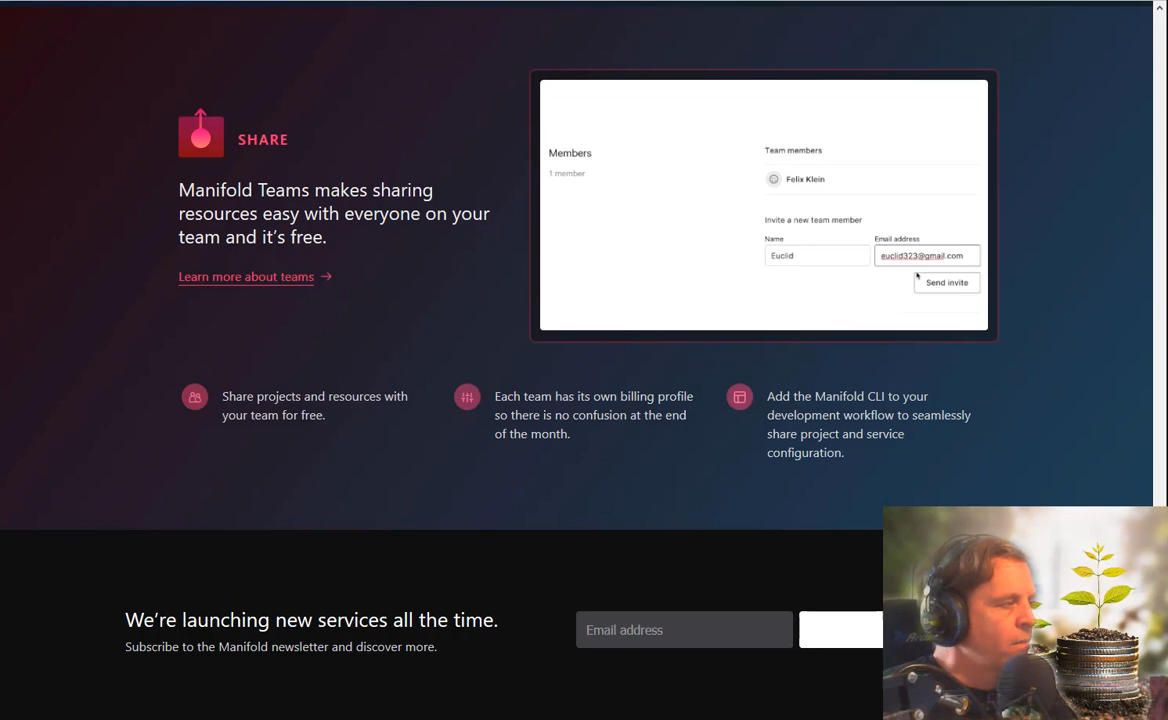 SHARE
Manifold Teams makes sharing
resources easy with everyone on your
team and it’s free.
Learn more about teams →
Members
1 member
Team members
Felix Klein
Invite a new team member
Name
Email address
Euclid
euclid323@gmail.com
Send invite
Share projects and resources with
your team for free.
Each team has its own billing profile
so there is no confusion at the end
of the month.
Add the Manifold CLI to your
development workflow to seamlessly
share project and service
configuration.
We’re launching new services all the time.
Subscribe to the Manifold newsletter and discover more.
Email address